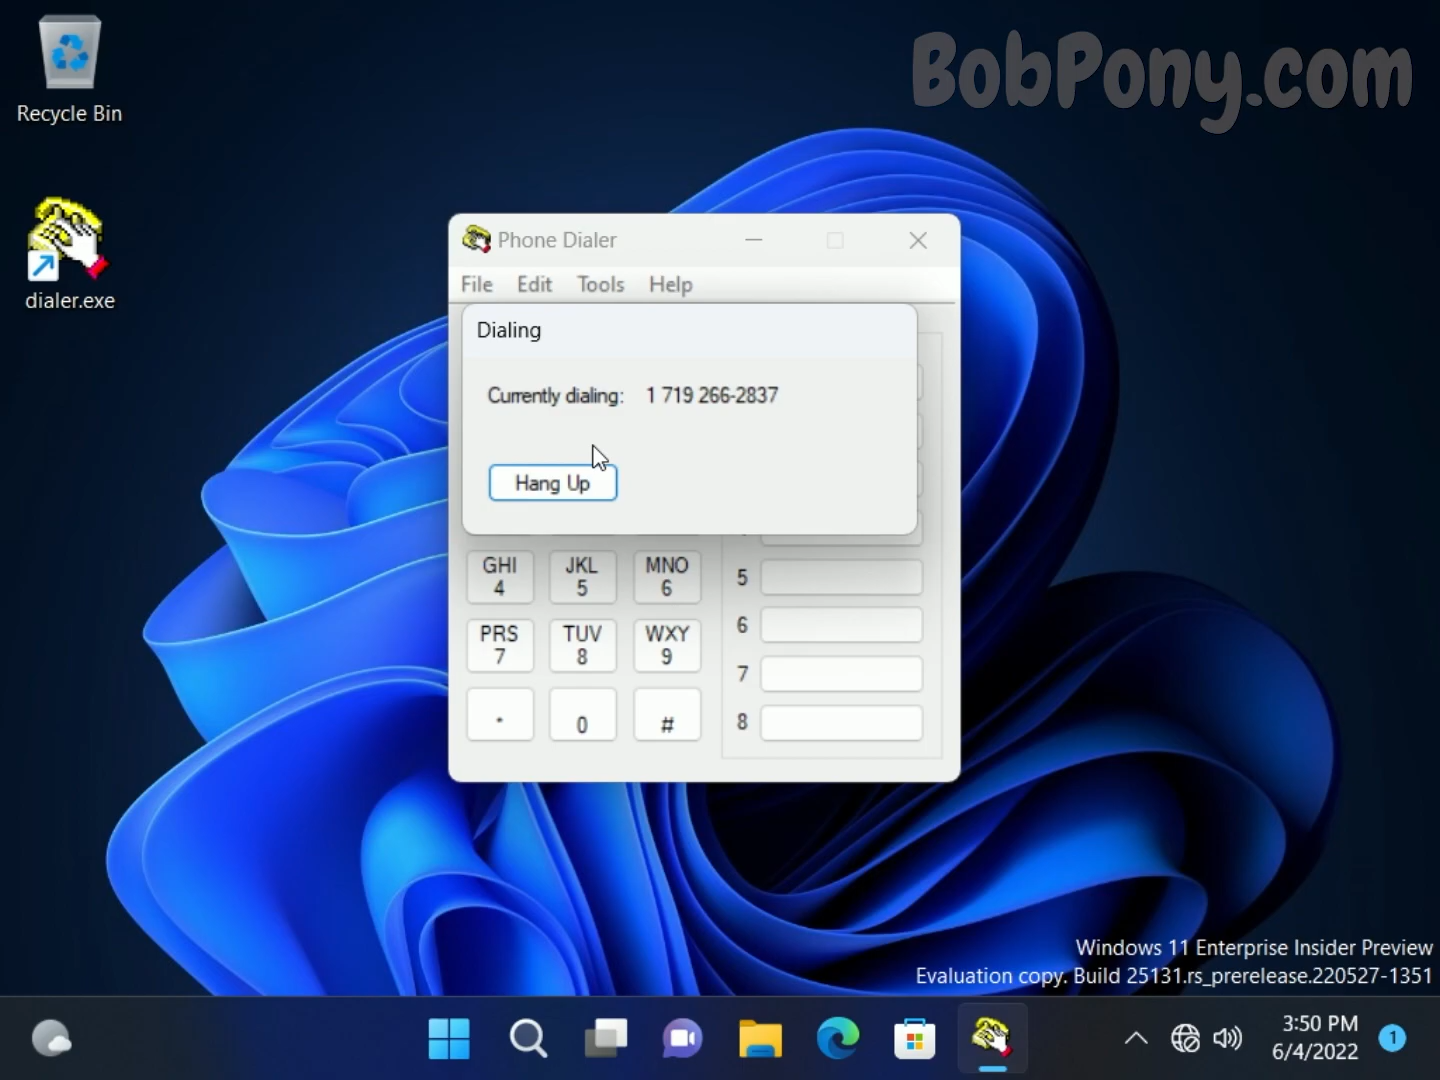 BobPony.com
Recycle Bin
dialer.exe
Phone Dialer
File Edit Tools Help
Dialing
Currently dialing: 1 719 266-2837
Hang Up
GHI
4
JKL
5
MNO
6
5
6
PRS
7
TUV
8
WXY
9
7
*
0
#
8
Windows 11 Enterprise Insider Preview
Evaluation copy. Build 25131.rs_prerelease.220527-1351
3:50 PM
6/4/2022
1